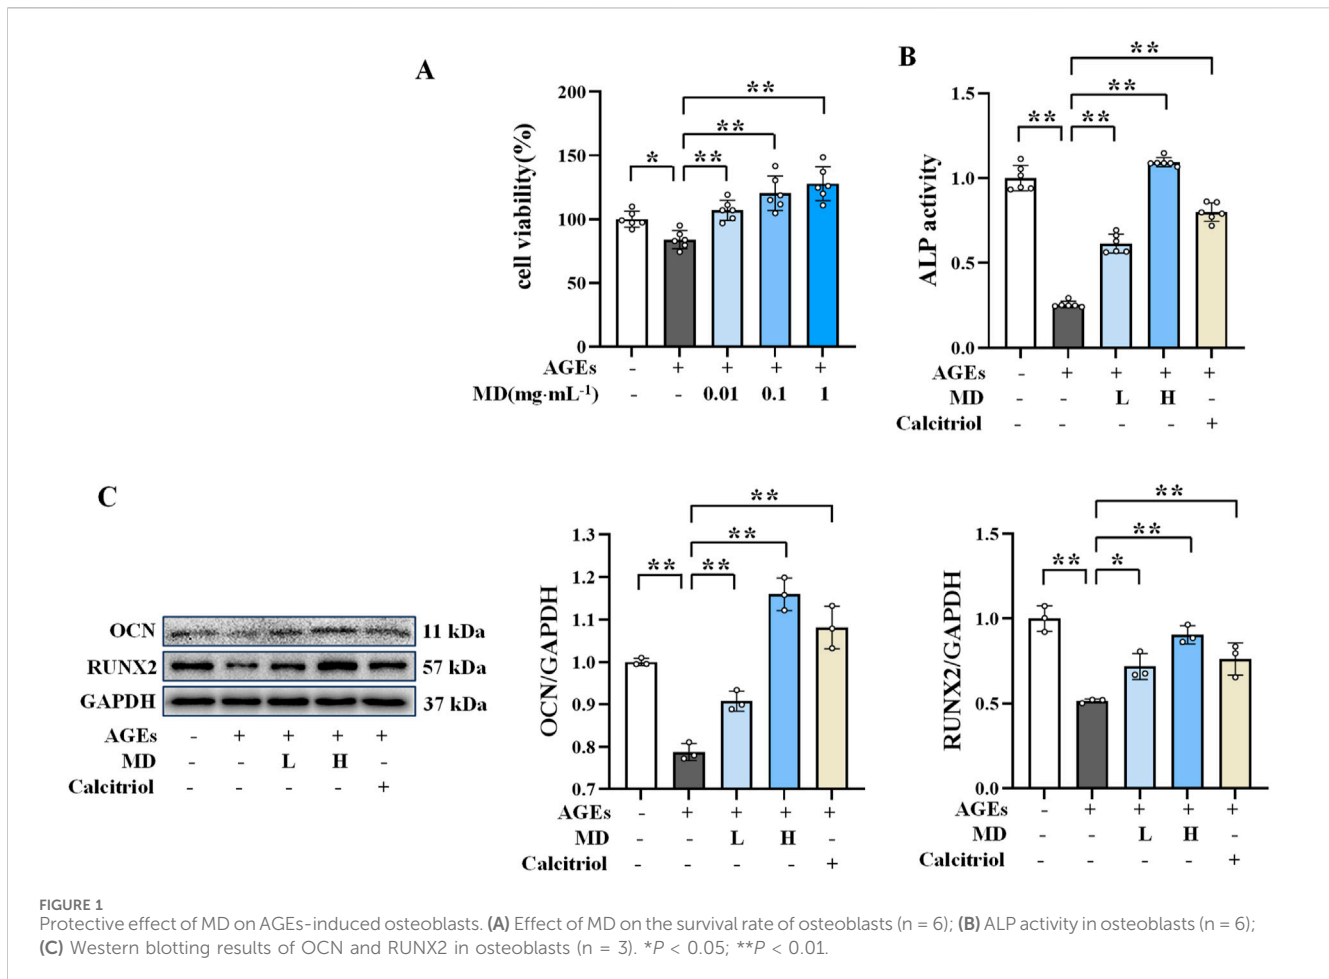 A
cell viability(%)
200
150
100
50
0
* ** ** **
AGEs - + + + +
MD(mg·mL⁻¹) - - 0.01 0.1 1
B
ALP activity
1.5
1.0
0.5
0.0
** ** ** **
AGEs - + + + +
MD - - L H -
Calcitriol - - - - +
C
OCN 11 kDa
RUNX2 57 kDa
GAPDH 37 kDa
AGEs - + + + +
MD - - L H -
Calcitriol - - - - +
OCN/GAPDH
1.3
1.2
1.1
1.0
0.9
0.8
0.7
** ** ** **
AGEs - + + + +
MD - - L H -
Calcitriol - - - - +
RUNX2/GAPDH
1.5
1.0
0.5
0.0
** * ** **
AGEs - + + + +
MD - - L H -
Calcitriol - - - - +
FIGURE 1
Protective effect of MD on AGEs-induced osteoblasts. (A) Effect of MD on the survival rate of osteoblasts (n = 6); (B) ALP activity in osteoblasts (n = 6);
(C) Western blotting results of OCN and RUNX2 in osteoblasts (n = 3). *P < 0.05; **P < 0.01.